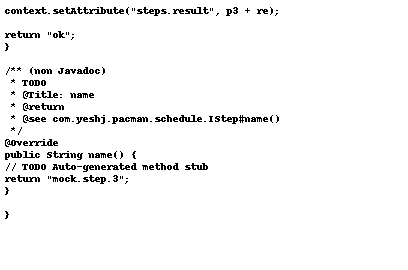 context.setAttribute("steps.result", p3 + re);
return "ok";
}
/** (non Javadoc)
* TODO
* @Title: name
* @return
* @see com.yeshj.pacman.schedule.IStep#name()
*/
@Override
public String name() {
// TODO Auto-generated method stub
return "mock.step.3";
}
}